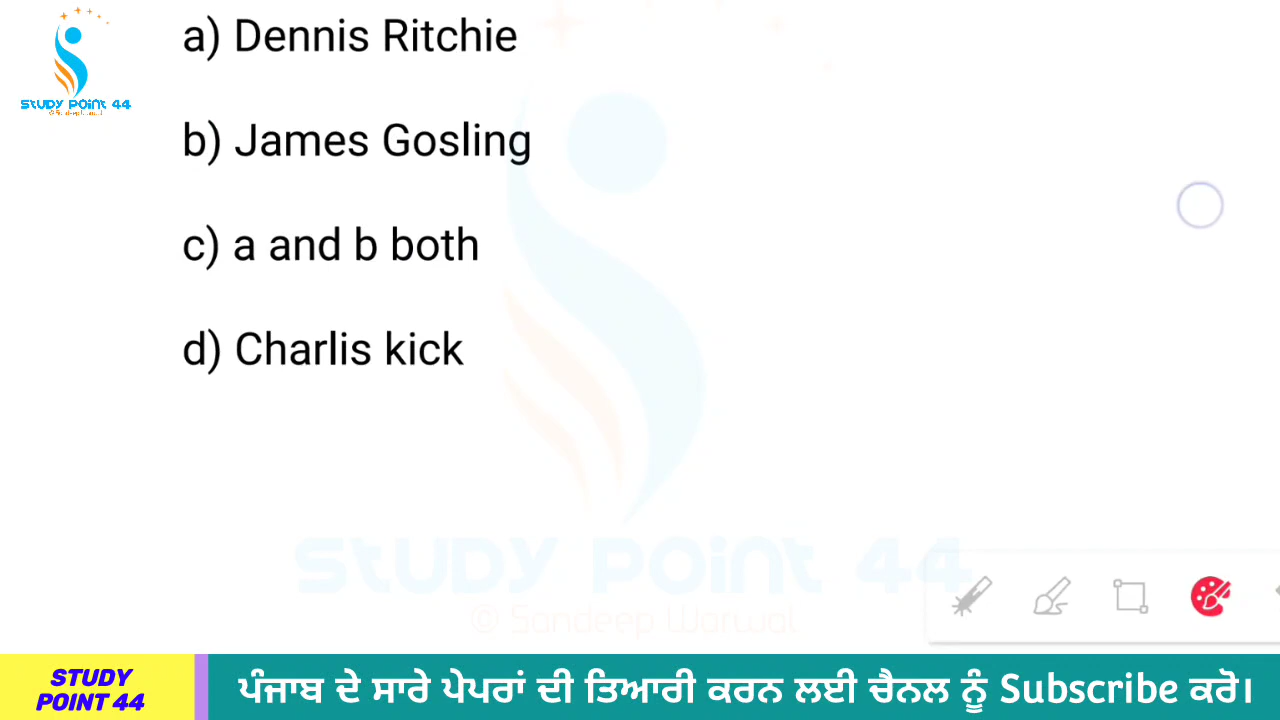 STUDY POINT 44
a) Dennis Ritchie
b) James Gosling
c) a and b both
d) Charlis kick
STUDY POINT 44
@ Sandeep Warwal
STUDY
POINT 44
ਪੰਜਾਬ ਦੇ ਸਾਰੇ ਪੇਪਰਾਂ ਦੀ ਤਿਆਰੀ ਕਰਨ ਲਈ ਚੈਨਲ ਨੂੰ Subscribe ਕਰੋ।